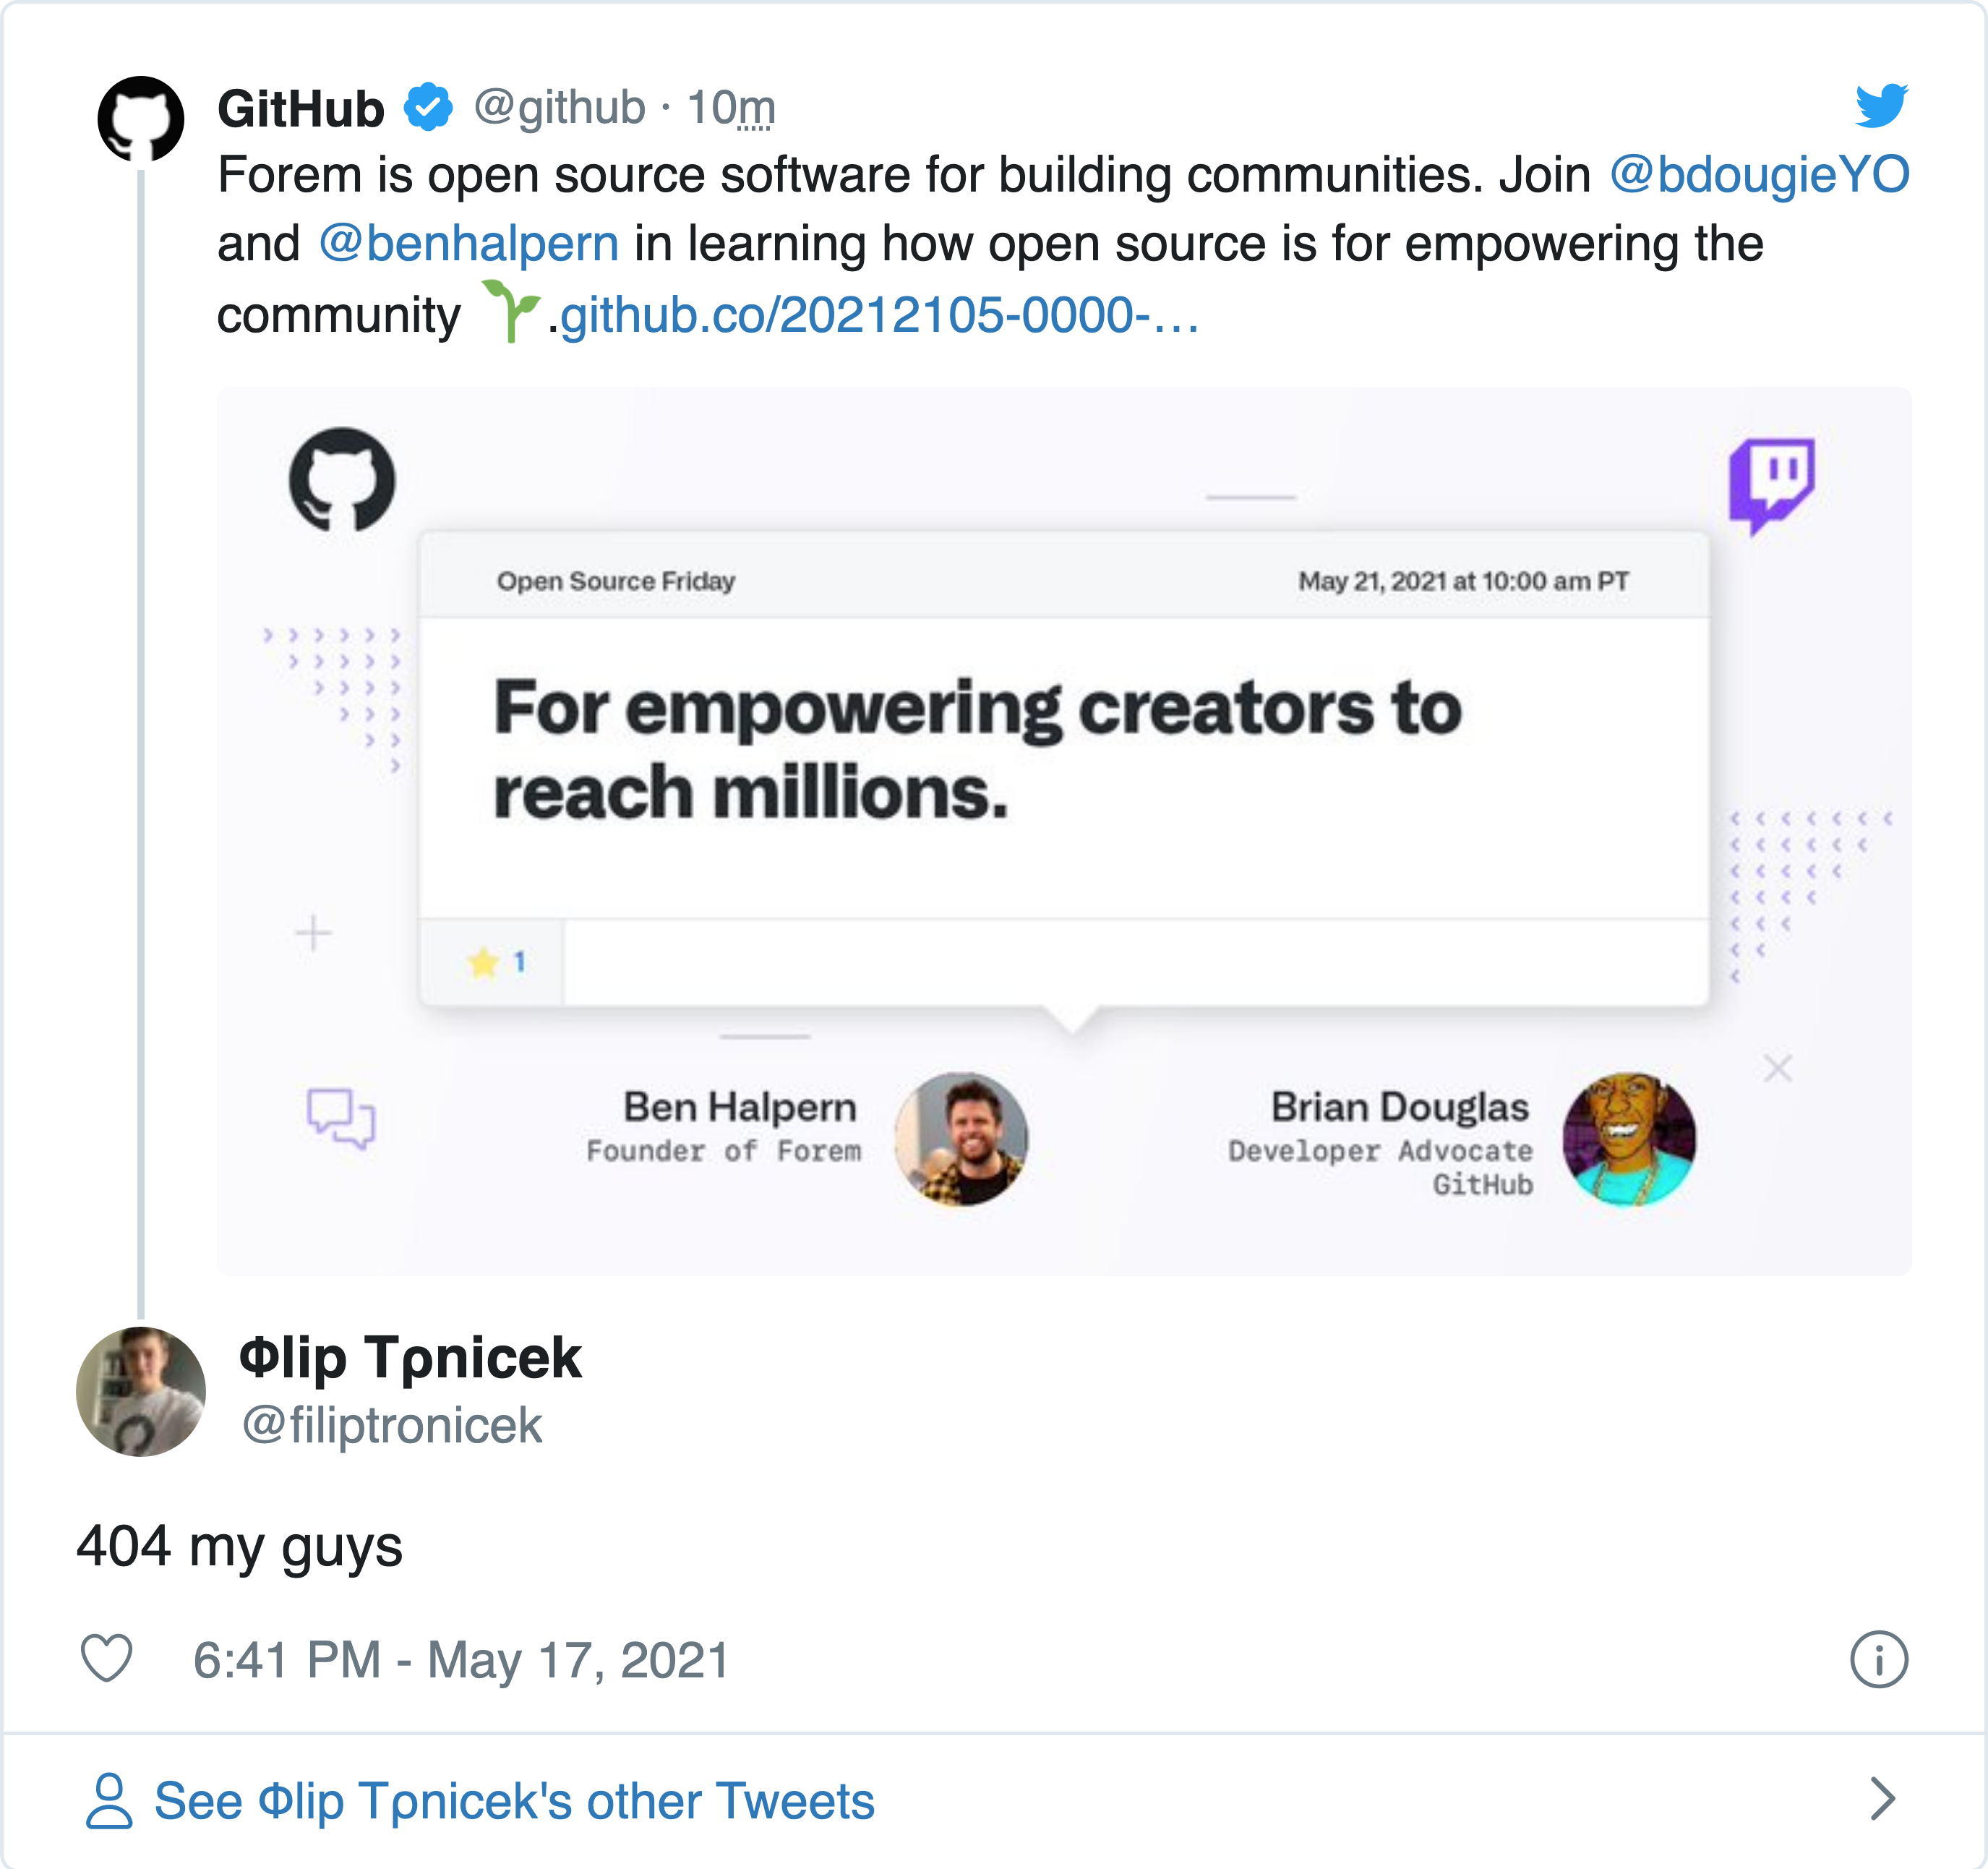 GitHub @github · 10m
Forem is open source software for building communities. Join @bdougieYO
and @benhalpern in learning how open source is for empowering the
community 🌱.github.co/20212105-0000-…
Open Source Friday
May 21, 2021 at 10:00 am PT
For empowering creators to
reach millions.
1
Ben Halpern
Founder of Forem
Brian Douglas
Developer Advocate
GitHub
Φlip Tρnicek
@filiptronicek
404 my guys
6:41 PM - May 17, 2021
See Φlip Tρnicek's other Tweets